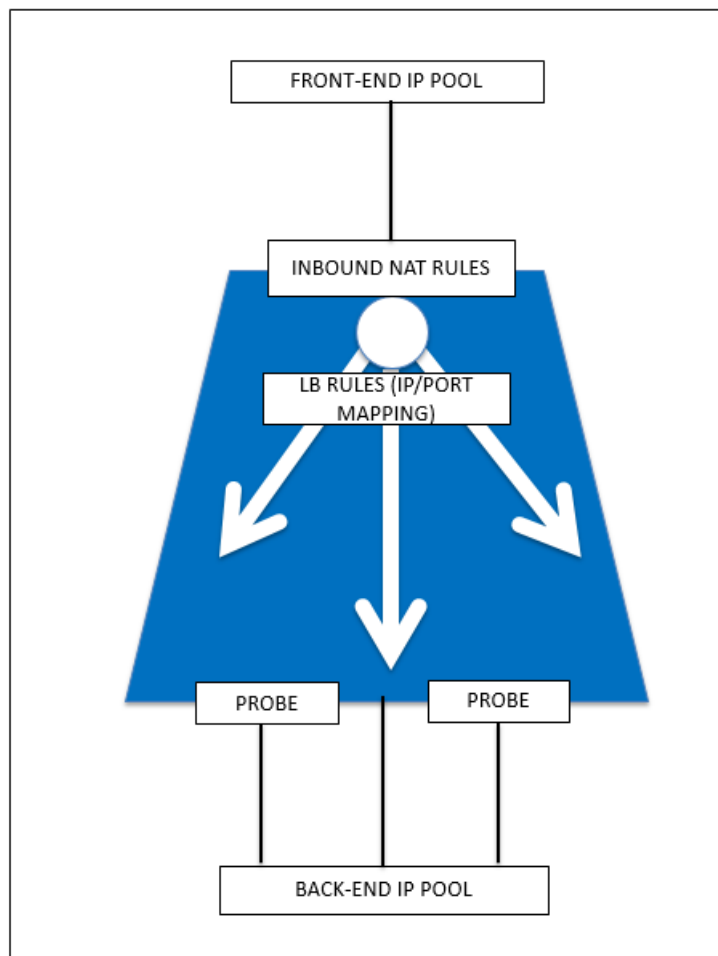 FRONT-END IP POOL
INBOUND NAT RULES
LB RULES (IP/PORT
MAPPING)
PROBE
PROBE
BACK-END IP POOL